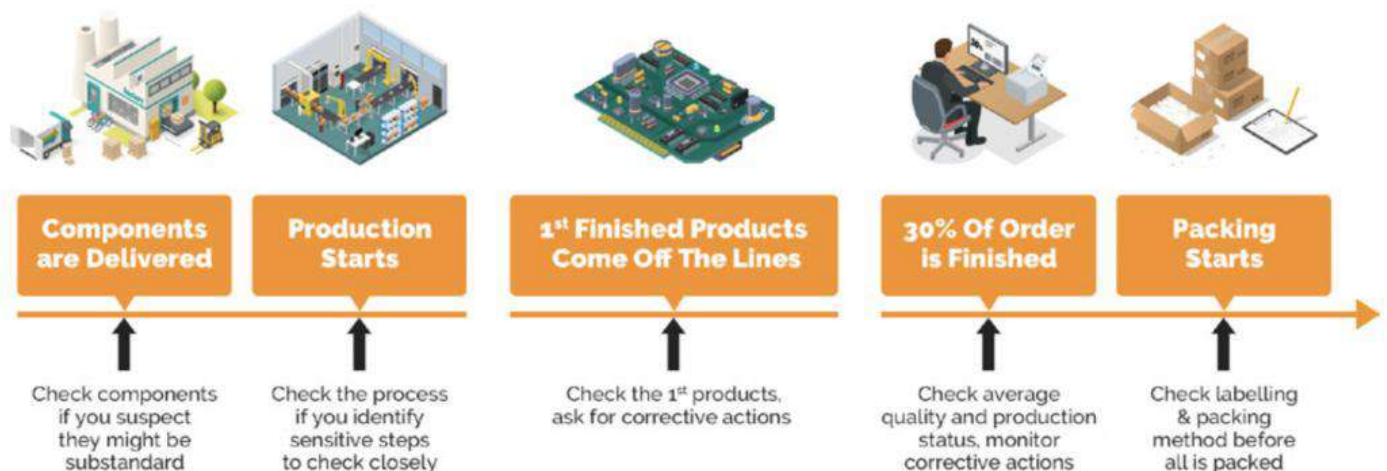 Components
are Delivered
Production
Starts
1st Finished Products
Come Off The Lines
30% Of Order
is Finished
Packing
Starts
Check components
if you suspect
they might be
substandard
Check the process
if you identify
sensitive steps
to check closely
Check the 1st products,
ask for corrective actions
Check average
quality and production
status, monitor
corrective actions
Check labelling
& packing
method before
all is packed